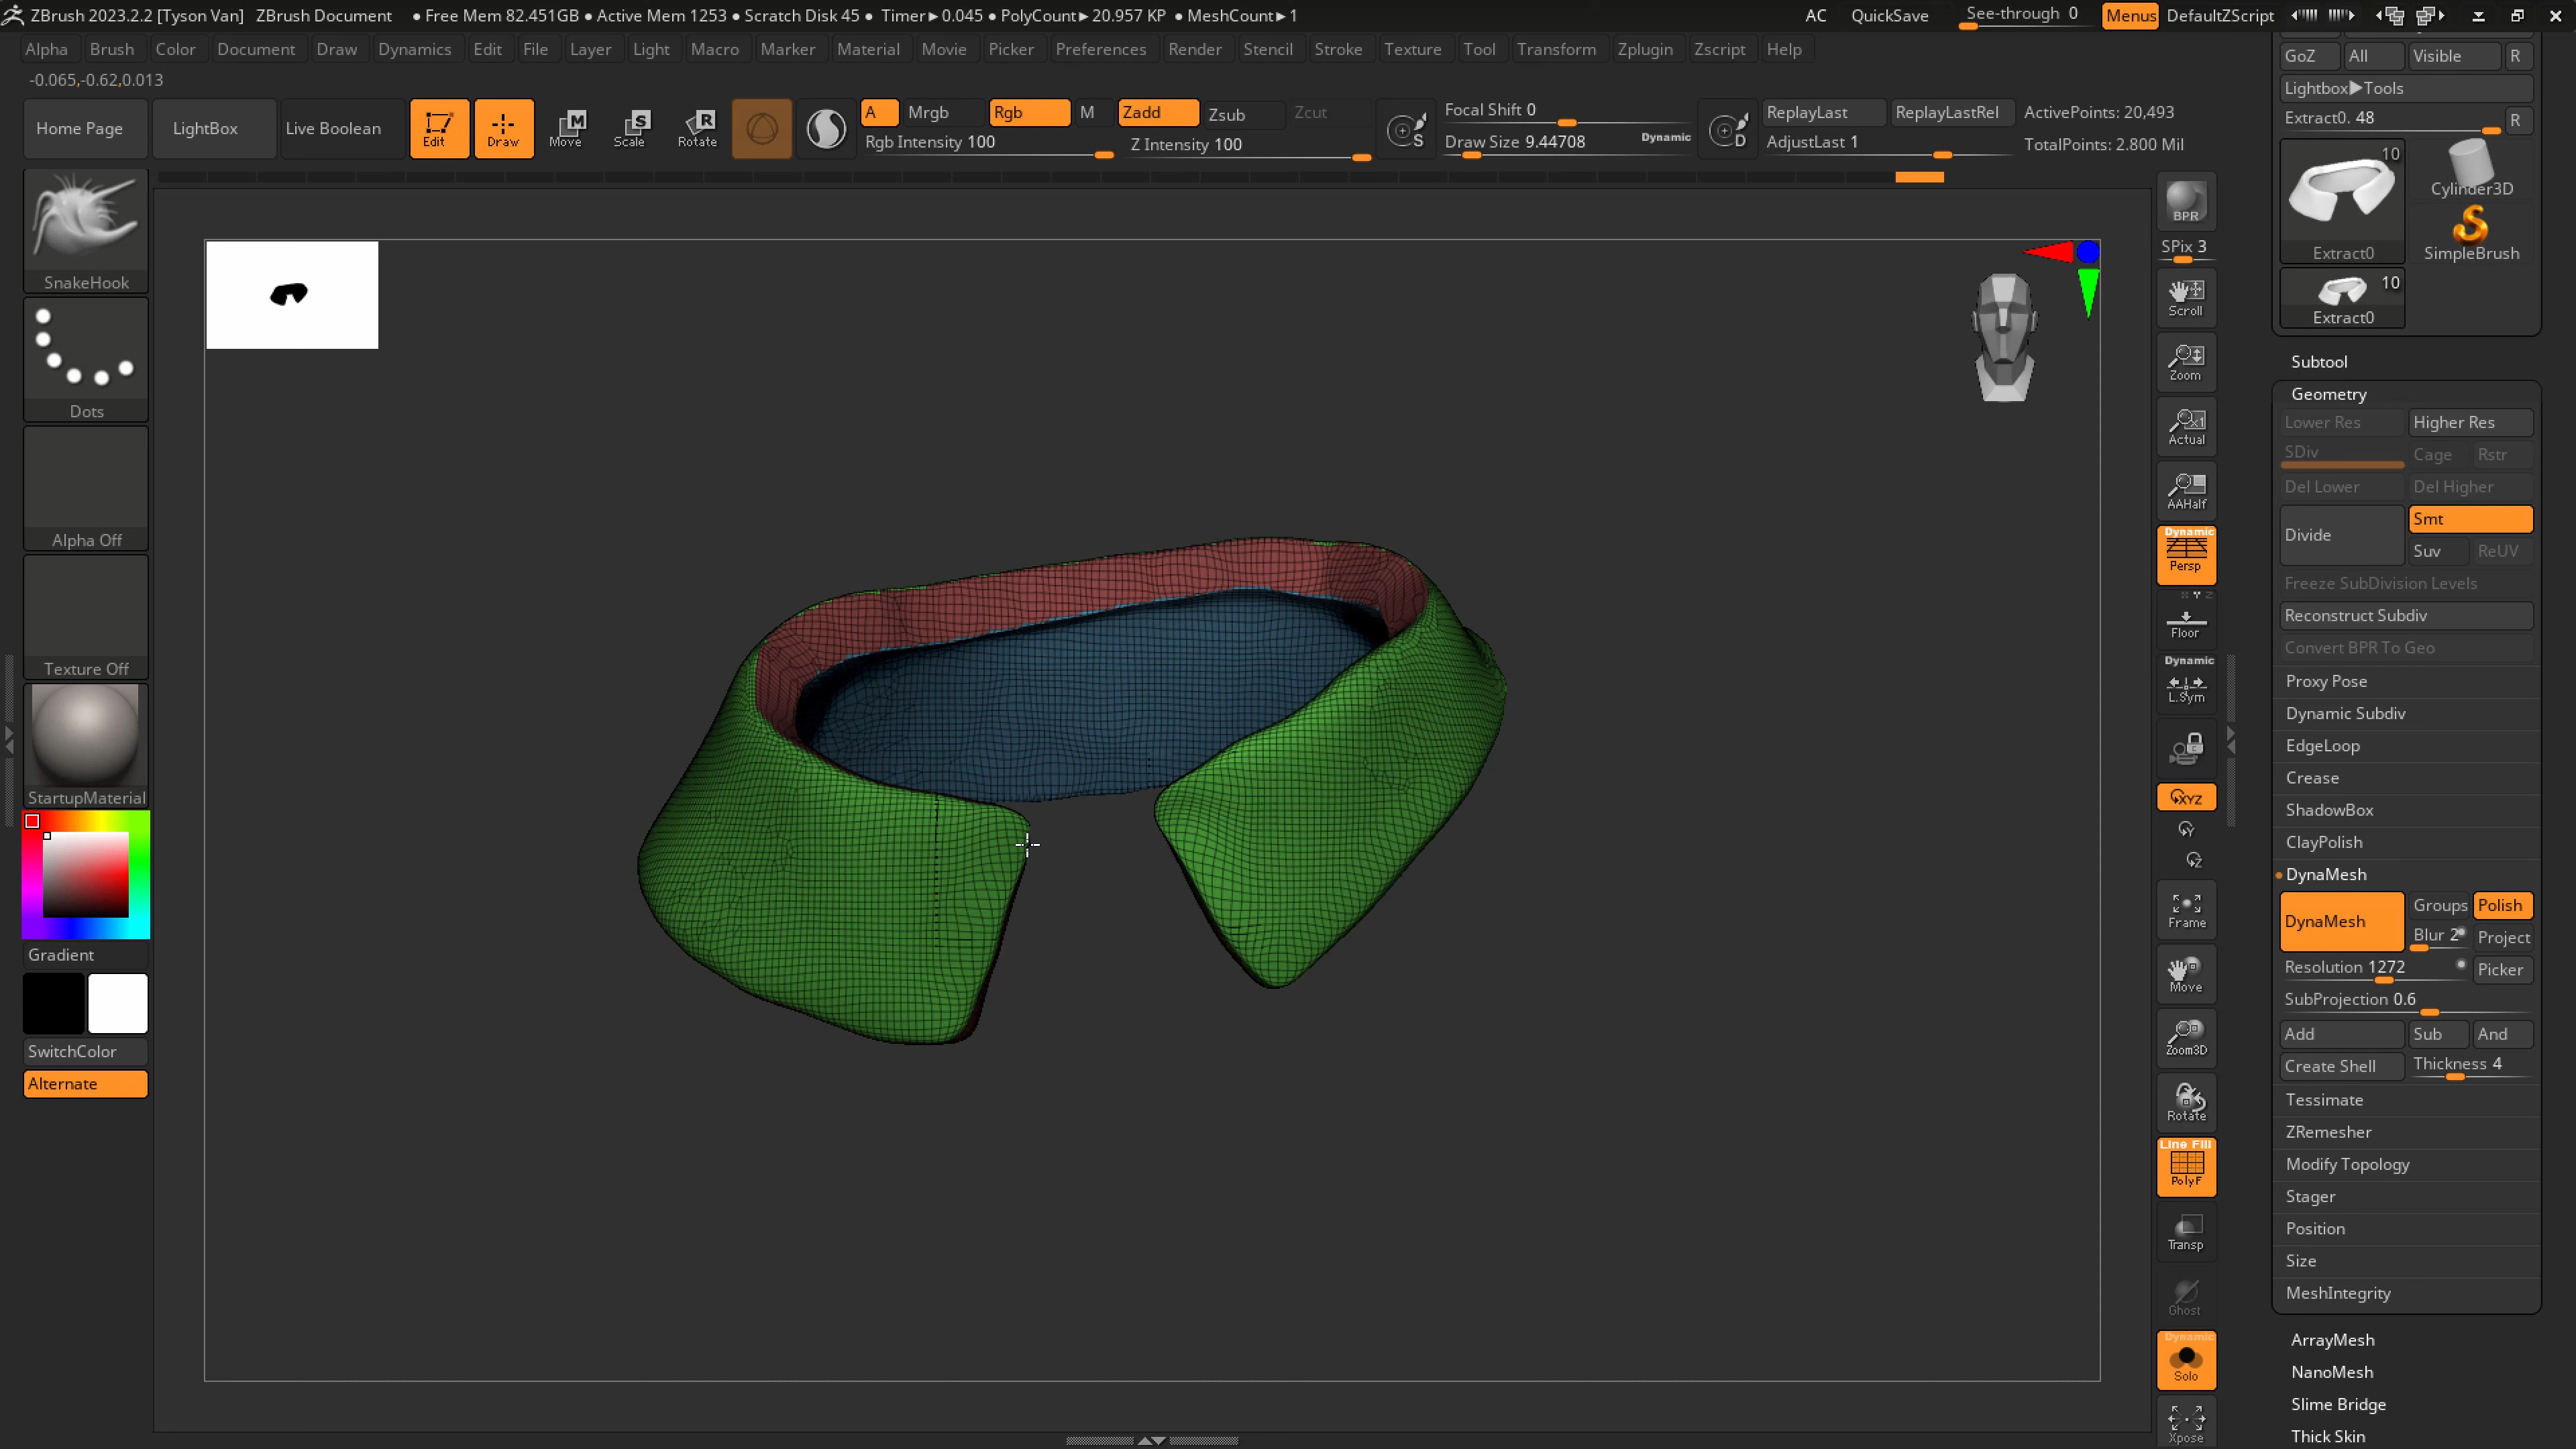 ZBrush 2023.2.2 [Tyson Van] ZBrush Document • Free Mem 82.451GB • Active Mem 1253 • Scratch Disk 45 • Timer►0.045 • PolyCount►20.957 KP • MeshCount►1 AC QuickSave See-through 0 Menus DefaultZScript
Alpha Brush Color Document Draw Dynamics Edit File Layer Light Macro Marker Material Movie Picker Preferences Render Stencil Stroke Texture Tool Transform Zplugin Zscript Help
-0.065,-0.62,0.013
Home Page LightBox Live Boolean Edit Draw Move Scale Rotate
A Mrgb Rgb M Zadd Zsub Zcut
Rgb Intensity 100 Z Intensity 100
Focal Shift 0
Draw Size 9.44708 Dynamic
ReplayLast ReplayLastRel ActivePoints: 20,493
AdjustLast 1 TotalPoints: 2.800 Mil
SnakeHook
Dots
Alpha Off
Texture Off
StartupMaterial
Gradient
SwitchColor
Alternate
BPR
SPix 3
Scroll
Zoom
Actual
AAHalf
Dynamic
Persp
Floor
Dynamic
L.Sym
XYZ
Y
Z
Frame
Move
Zoom3D
Rotate
Line Fill
PolyF
Transp
Ghost
Dynamic
Solo
Xpose
GoZ All Visible R
Lightbox►Tools
Extract0. 48 R
10
Extract0
Cylinder3D
SimpleBrush
10
Extract0
Subtool
Geometry
Lower Res Higher Res
SDiv Cage Rstr
Del Lower Del Higher
Divide Smt
Suv ReUV
Freeze SubDivision Levels
Reconstruct Subdiv
Convert BPR To Geo
Proxy Pose
Dynamic Subdiv
EdgeLoop
Crease
ShadowBox
ClayPolish
DynaMesh
DynaMesh Groups Polish
Blur 2 Project
Resolution 1272 Picker
SubProjection 0.6
Add Sub And
Create Shell Thickness 4
Tessimate
ZRemesher
Modify Topology
Stager
Position
Size
MeshIntegrity
ArrayMesh
NanoMesh
Slime Bridge
Thick Skin